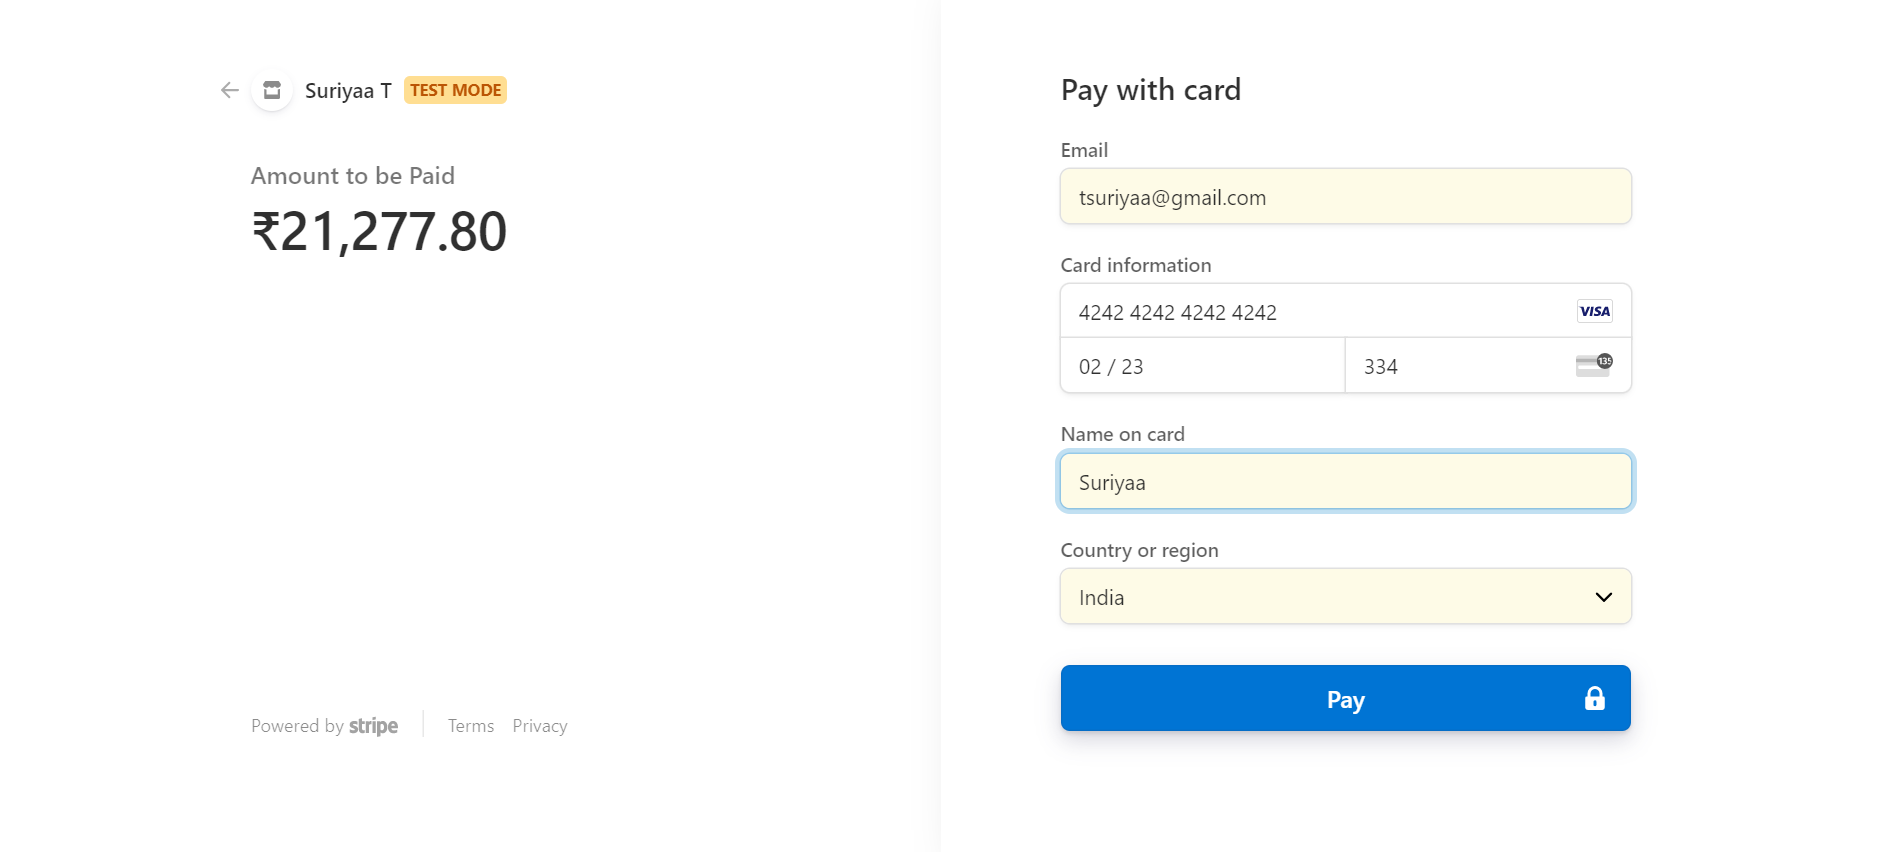 Suriyaa T TEST MODE
Amount to be Paid
₹21,277.80
Powered by stripe
Terms Privacy
Pay with card
Email
tsuriyaa@gmail.com
Card information
4242 4242 4242 4242 VISA
02 / 23
334 135
Name on card
Suriyaa
Country or region
India
Pay